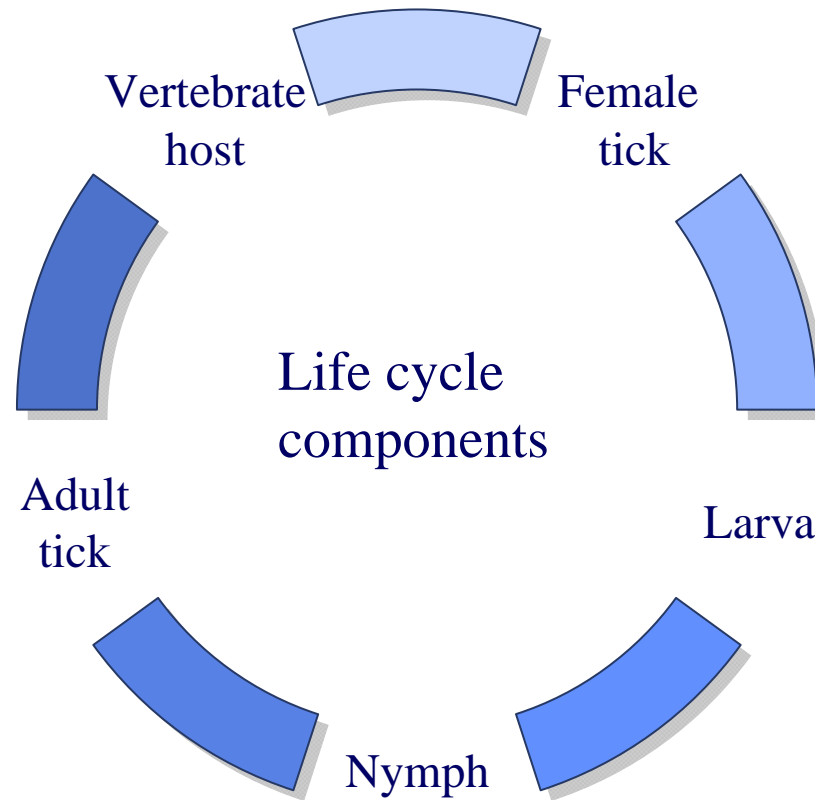 Vertebrate
host
Female
tick
Life cycle
components
Adult
tick
Larva
Nymph